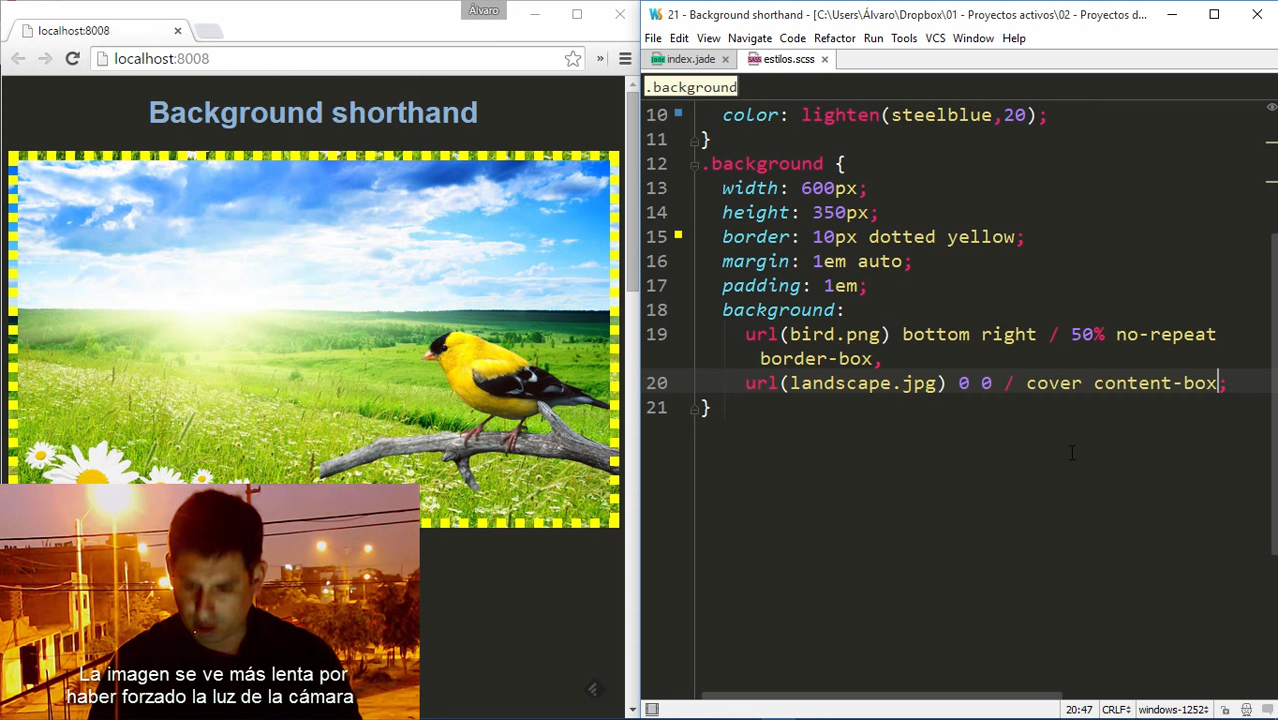 Álvaro
localhost:8008
localhost:8008
Background shorthand
La imagen se ve más lenta por
haber forzado la luz de la cámara
21 - Background shorthand - [C:\Users\Álvaro\Dropbox\01 - Proyectos activos\02 - Proyectos d...
File Edit View Navigate Code Refactor Run Tools VCS Window Help
index.jade estilos.scss
.background
10 color: lighten(steelblue,20);
11 }
12 .background {
13 width: 600px;
14 height: 350px;
15 border: 10px dotted yellow;
16 margin: 1em auto;
17 padding: 1em;
18 background:
19 url(bird.png) bottom right / 50% no-repeat
border-box,
20 url(landscape.jpg) 0 0 / cover content-box;
21 }
20:47 CRLF÷ windows-1252÷